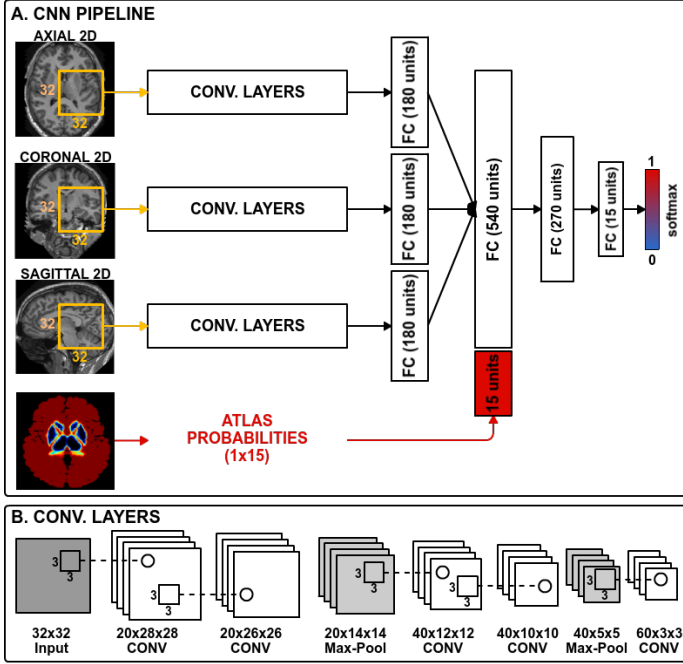 A. CNN PIPELINE
AXIAL 2D
32
32
CONV. LAYERS
FC (180 units)
CORONAL 2D
32
32
CONV. LAYERS
FC (180 units)
SAGITTAL 2D
32
32
CONV. LAYERS
FC (180 units)
FC (540 units)
15 units
FC (270 units)
FC (15 units)
1
softmax
0
ATLAS
PROBABILITIES
(1x15)
B. CONV. LAYERS
3
3
3
3
3
3
3
3
3
3
32x32
Input
20x28x28
CONV
20x26x26
CONV
20x14x14
Max-Pool
40x12x12
CONV
40x10x10
CONV
40x5x5
Max-Pool
60x3x3
CONV